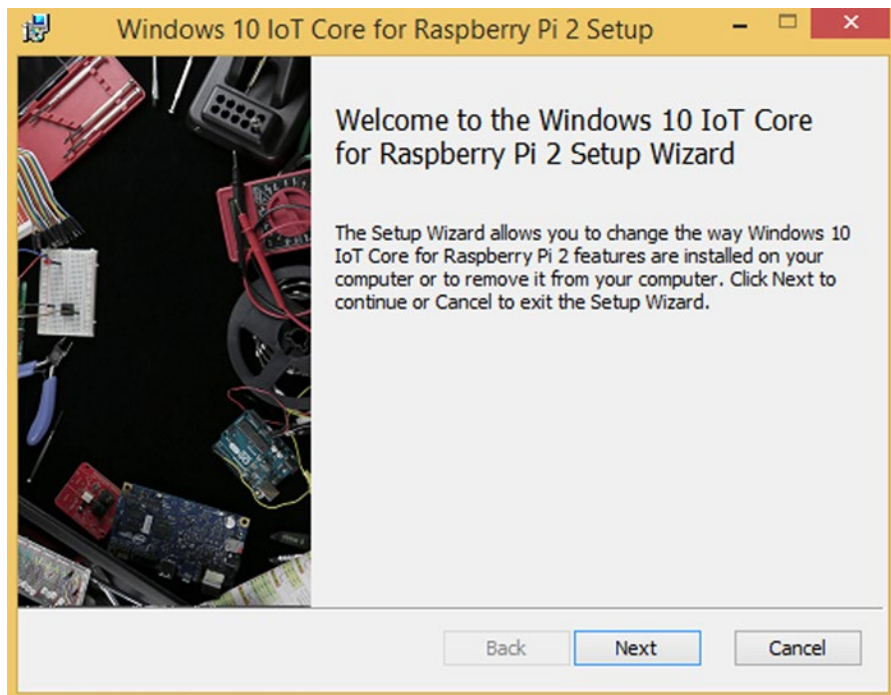 Windows 10 IoT Core for Raspberry Pi 2 Setup
Welcome to the Windows 10 IoT Core
for Raspberry Pi 2 Setup Wizard
The Setup Wizard allows you to change the way Windows 10
IoT Core for Raspberry Pi 2 features are installed on your
computer or to remove it from your computer. Click Next to
continue or Cancel to exit the Setup Wizard.
Back
Next
Cancel